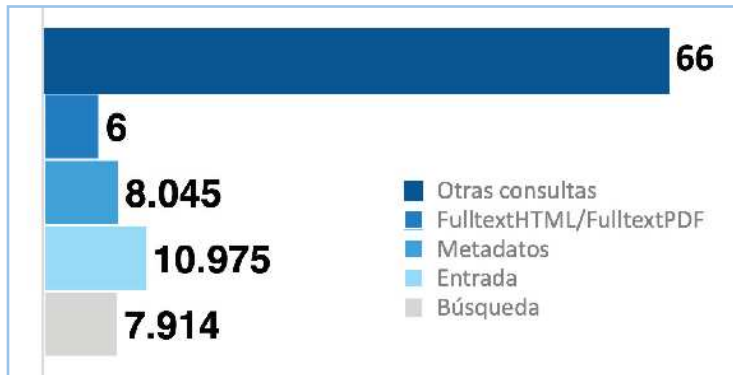 66
6
8.045
10.975
7.914
Otras consultas
FulltextHTML/FulltextPDF
Metadatos
Entrada
Búsqueda